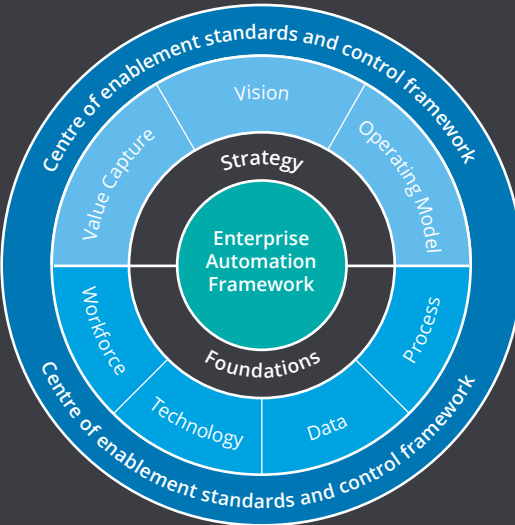 Centre of enablement standards and control framework
Vision
Value Capture
Operating Model
Strategy
Enterprise
Automation
Framework
Foundations
Workforce
Process
Technology
Data
Centre of enablement standards and control framework